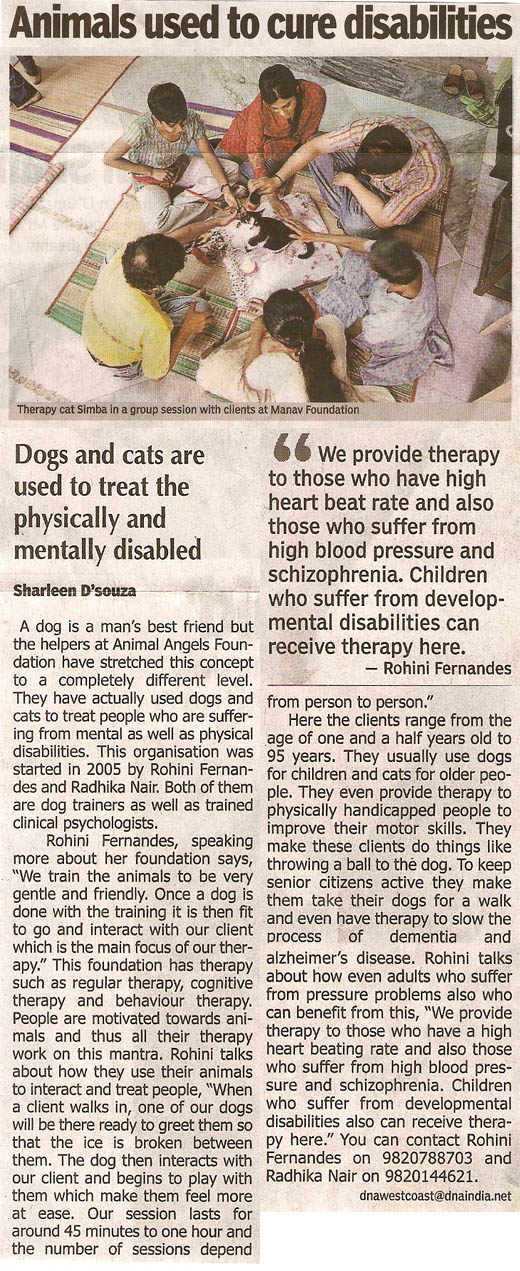 Animals used to cure disabilities
Therapy cat Simba in a group session with clients at Manav Foundation
Dogs and cats are
used to treat the
physically and
mentally disabled
Sharleen D'souza
A dog is a man's best friend but
the helpers at Animal Angels Foun-
dation have stretched this concept
to a completely different level.
They have actually used dogs and
cats to treat people who are suffer-
ing from mental as well as physical
disabilities. This organisation was
started in 2005 by Rohini Fernan-
des and Radhika Nair. Both of them
are dog trainers as well as trained
clinical psychologists.
Rohini Fernandes, speaking
more about her foundation says,
“We train the animals to be very
gentle and friendly. Once a dog is
done with the training it is then fit
to go and interact with our client
which is the main focus of our ther-
apy.” This foundation has therapy
such as regular therapy, cognitive
therapy and behaviour therapy.
People are motivated towards ani-
mals and thus all their therapy
work on this mantra. Rohini talks
about how they use their animals
to interact and treat people, “When
a client walks in, one of our dogs
will be there ready to greet them so
that the ice is broken between
them. The dog then interacts with
our client and begins to play with
them which make them feel more
at ease. Our session lasts for
around 45 minutes to one hour and
the number of sessions depend
“ We provide therapy
to those who have high
heart beat rate and also
those who suffer from
high blood pressure and
schizophrenia. Children
who suffer from develop-
mental disabilities can
receive therapy here.
— Rohini Fernandes
from person to person.”
Here the clients range from the
age of one and a half years old to
95 years. They usually use dogs
for children and cats for older peo-
ple. They even provide therapy to
physically handicapped people to
improve their motor skills. They
make these clients do things like
throwing a ball to the dog. To keep
senior citizens active they make
them take their dogs for a walk
and even have therapy to slow the
process of dementia and
alzheimer's disease. Rohini talks
about how even adults who suffer
from pressure problems also who
can benefit from this, “We provide
therapy to those who have a high
heart beating rate and also those
who suffer from high blood pres-
sure and schizophrenia. Children
who suffer from developmental
disabilities also can receive thera-
py here.” You can contact Rohini
Fernandes on 9820788703 and
Radhika Nair on 9820144621.
dnawestcoast@dnaindia.net